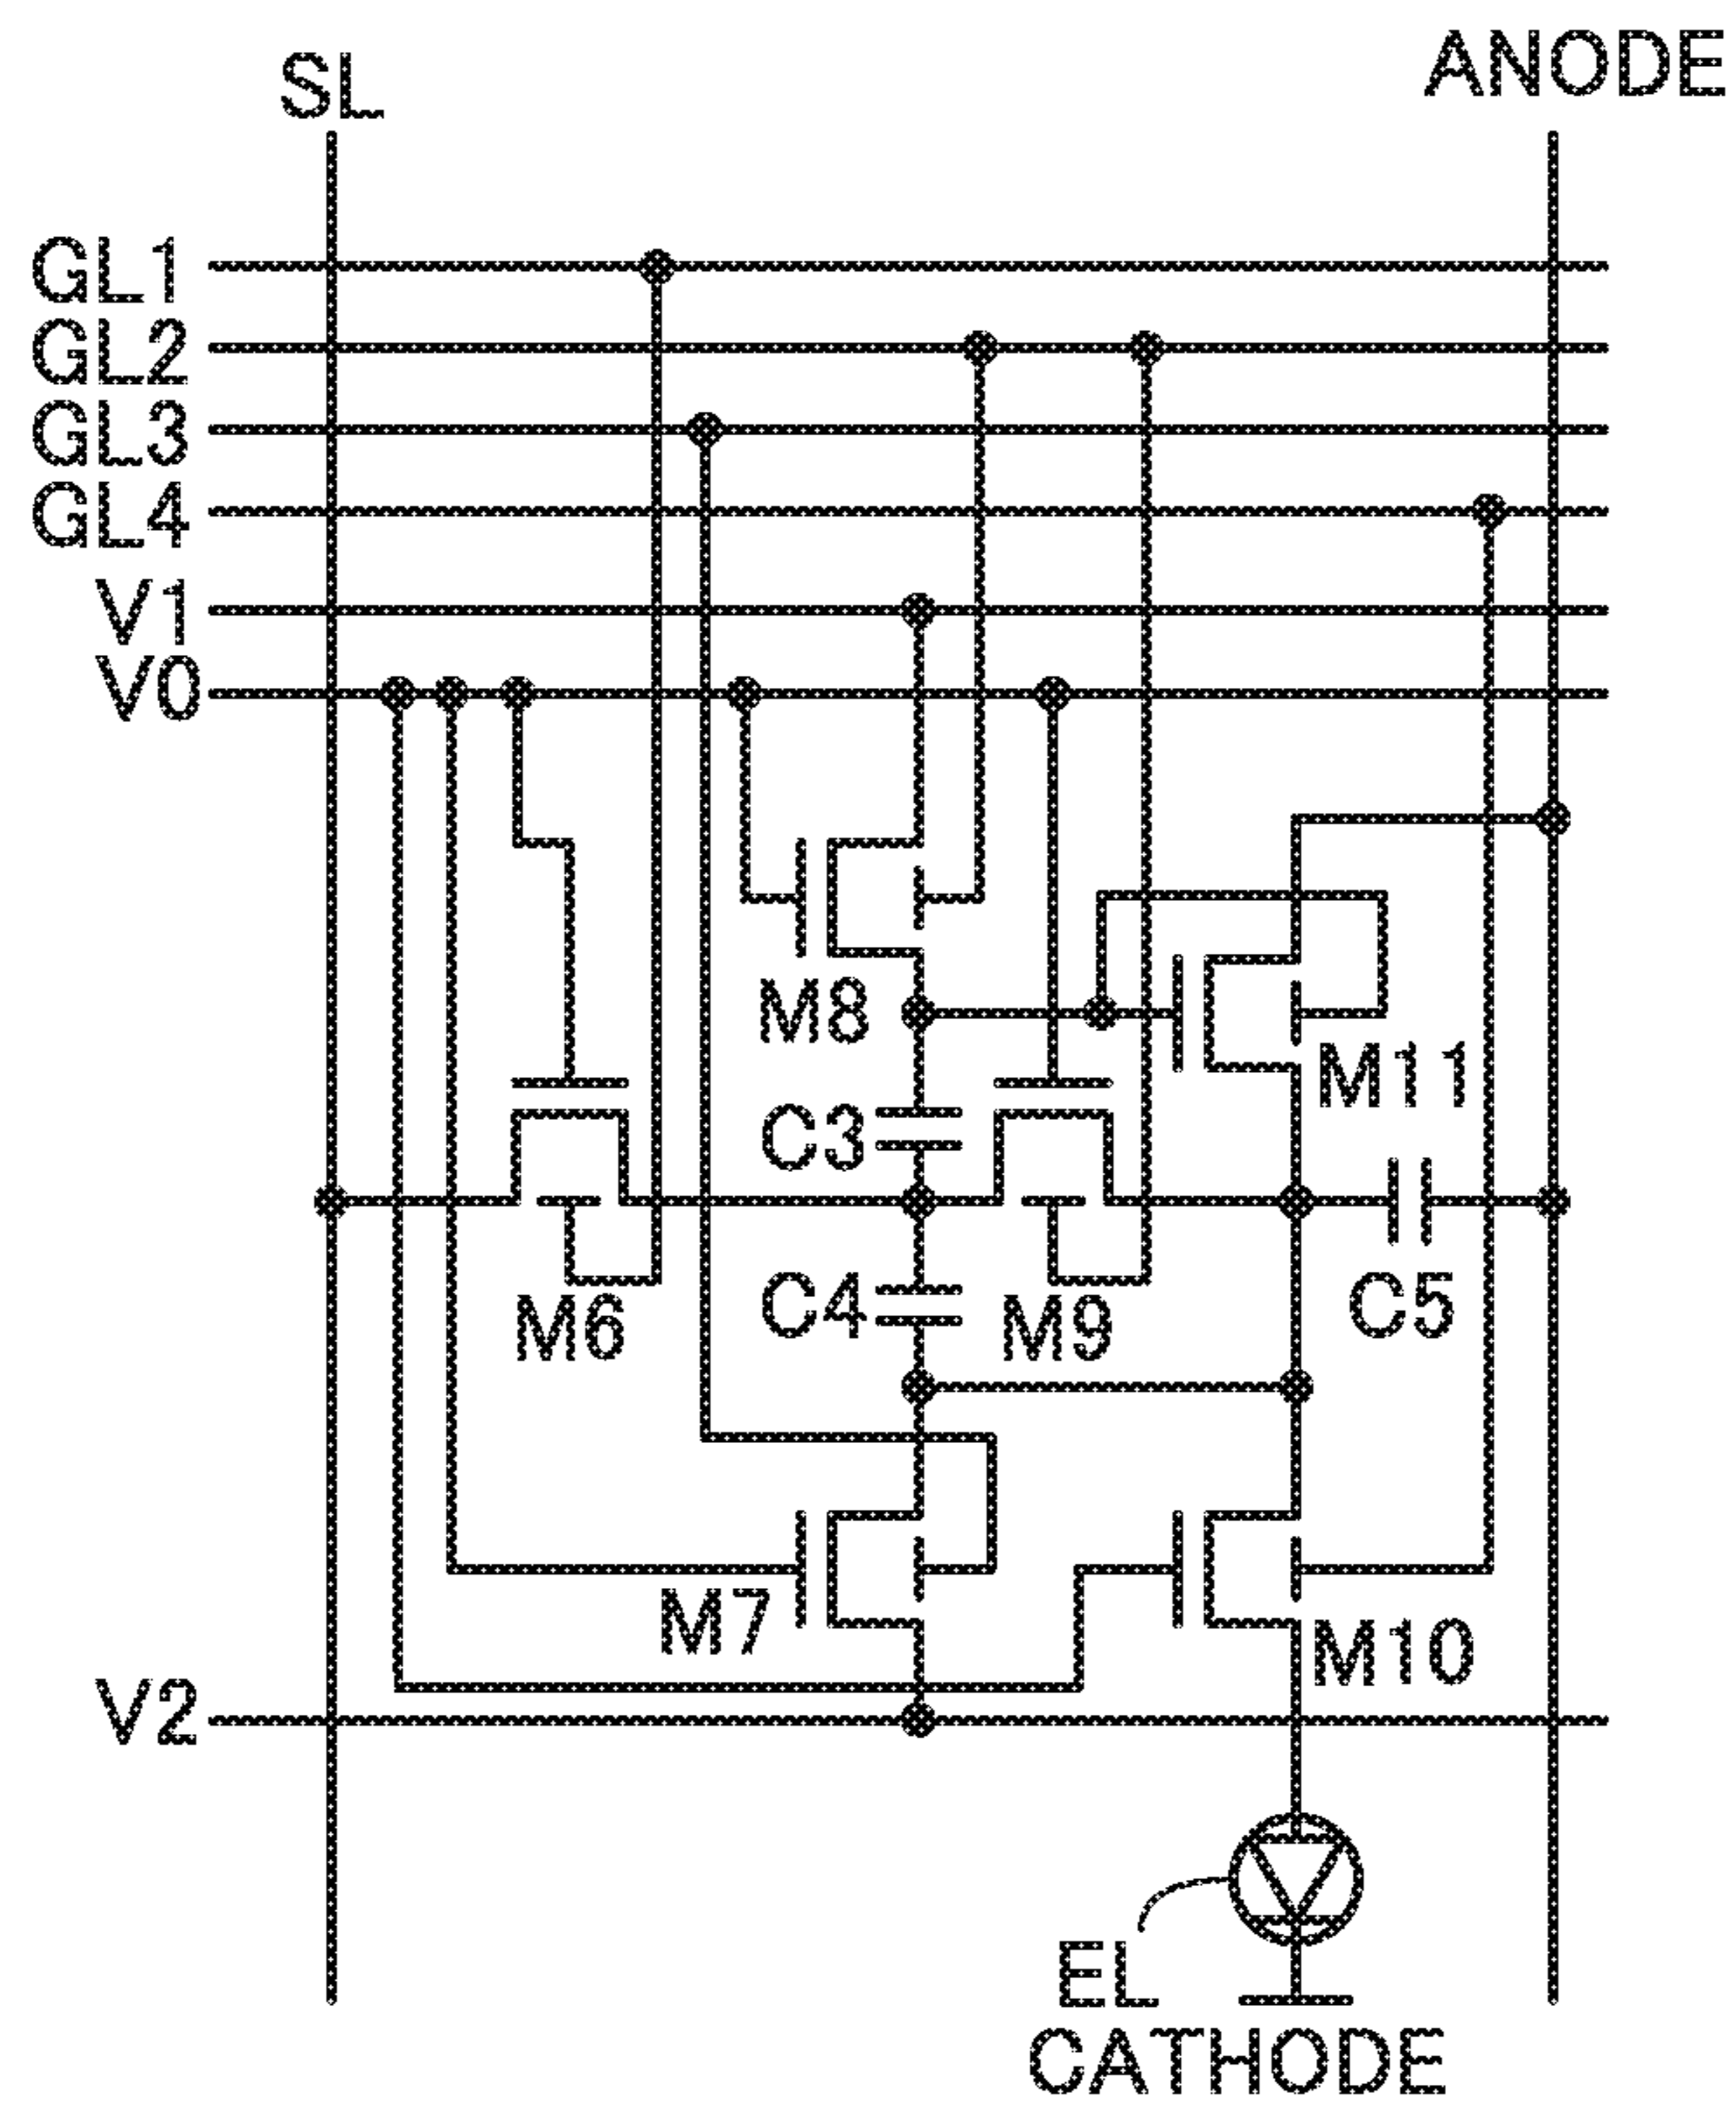 SL
ANODE
GL1
GL2
GL3
GL4
V1
V0
M8
M11
C3
M6
C4
M9
C5
M7
M10
V2
EL
CATHODE